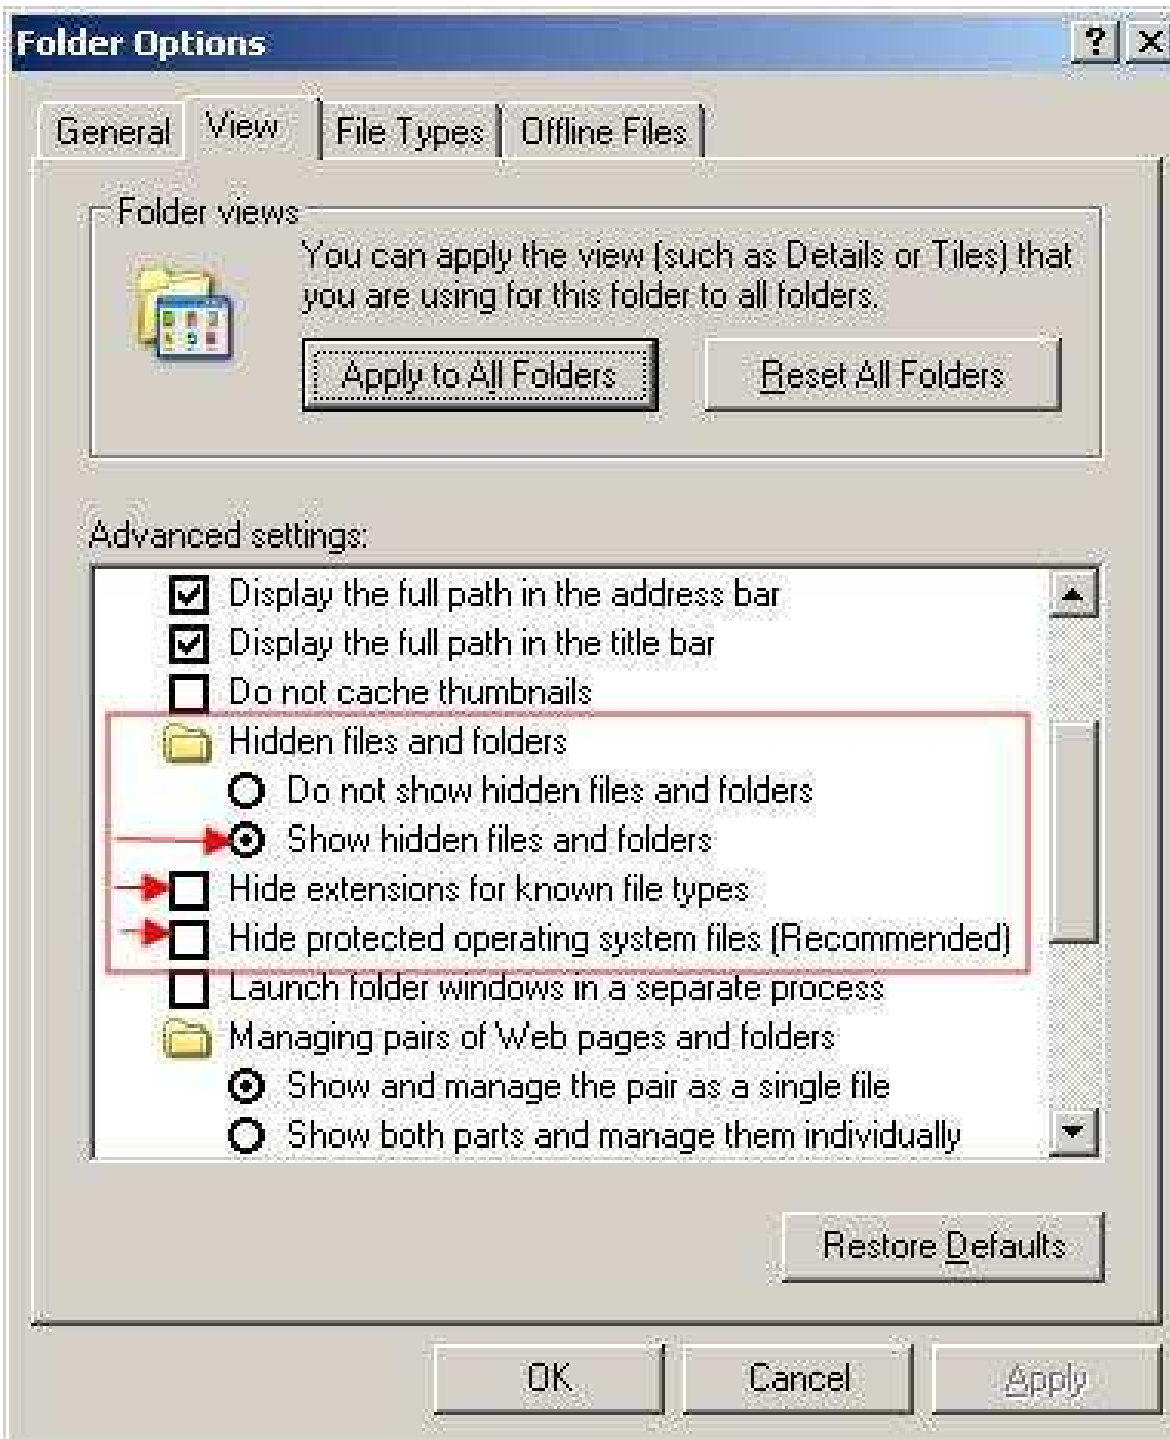 Folder Options
General
View
File Types
Offline Files
Folder views
You can apply the view (such as Details or Tiles) that
you are using for this folder to all folders.
Apply to All Folders
Reset All Folders
Advanced settings:
Display the full path in the address bar
Display the full path in the title bar
Do not cache thumbnails
Hidden files and folders
Do not show hidden files and folders
Show hidden files and folders
Hide extensions for known file types
Hide protected operating system files (Recommended)
Launch folder windows in a separate process
Managing pairs of Web pages and folders
Show and manage the pair as a single file
Show both parts and manage them individually
Restore Defaults
OK
Cancel
Apply